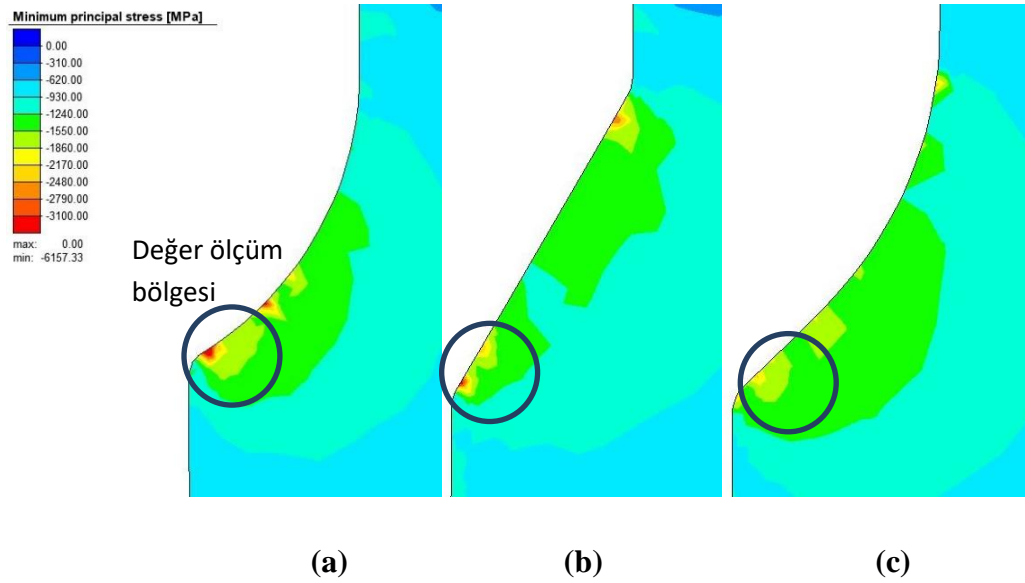 Minimum principal stress [MPa]
0.00
-310.00
-620.00
-930.00
-1240.00
-1550.00
-1860.00
-2170.00
-2480.00
-2790.00
-3100.00
max: 0.00
min: -6157.33
Değer ölçüm
bölgesi
(a) (b) (c)